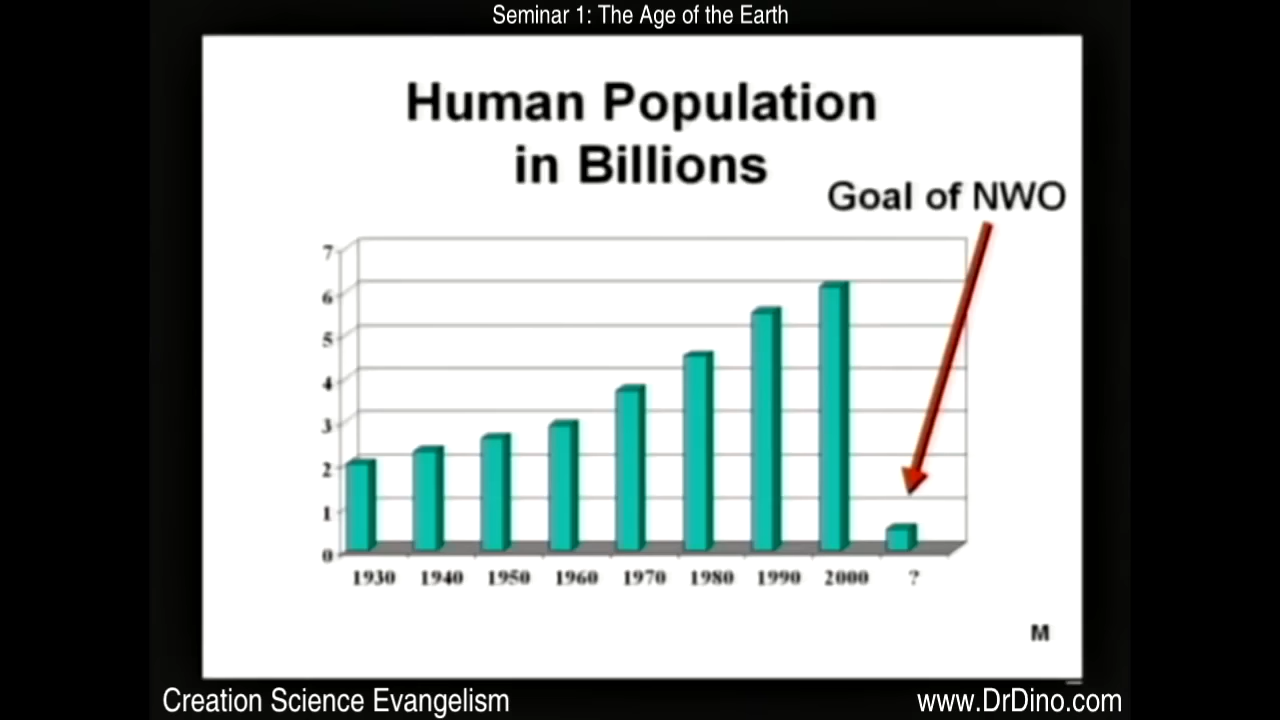 Seminar 1: The Age of the Earth
Human Population
in Billions
Goal of NWO
7
6
5
4
3
2
1
0
1930 1940 1950 1960 1970 1980 1990 2000 ?
M
Creation Science Evangelism
www.DrDino.com